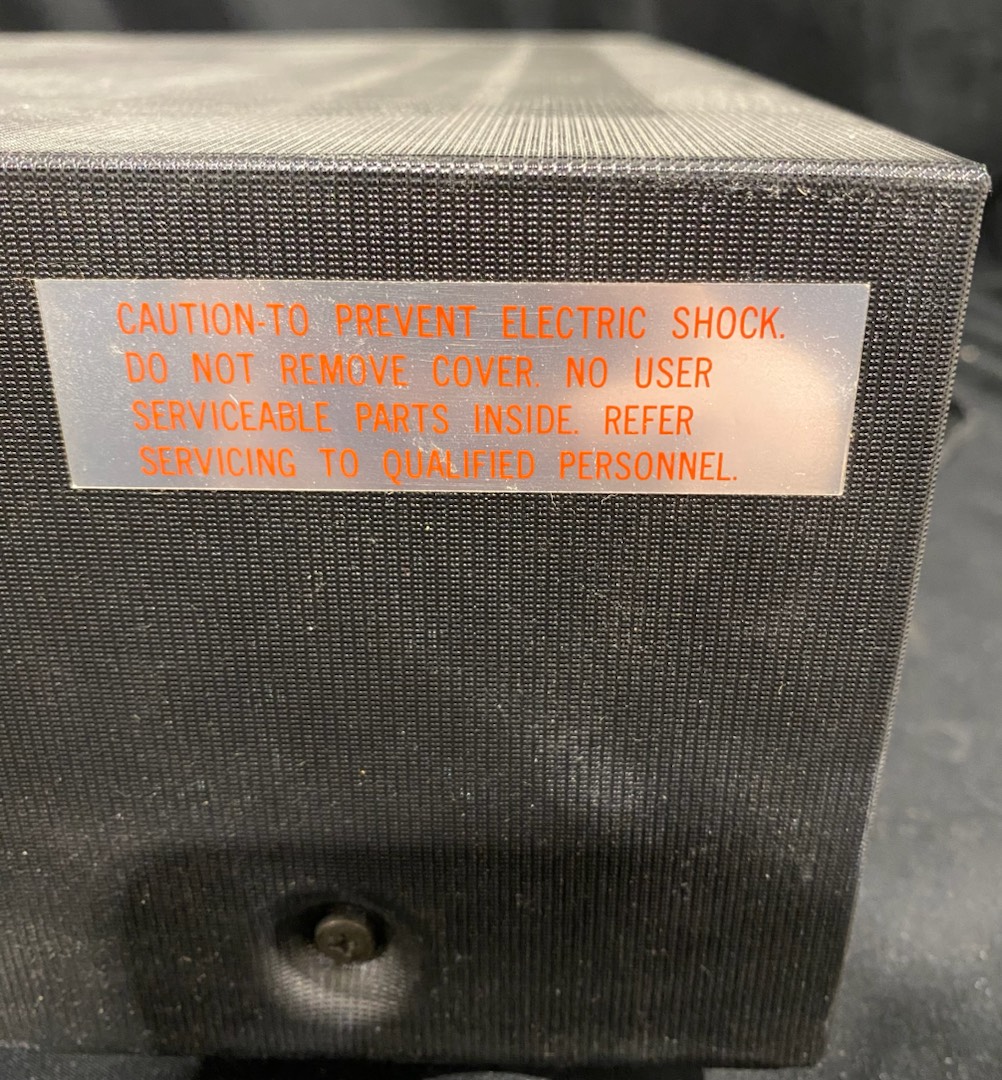 CAUTION-TO PREVENT ELECTRIC SHOCK.
DO NOT REMOVE COVER. NO USER
SERVICEABLE PARTS INSIDE. REFER
SERVICING TO QUALIFIED PERSONNEL.